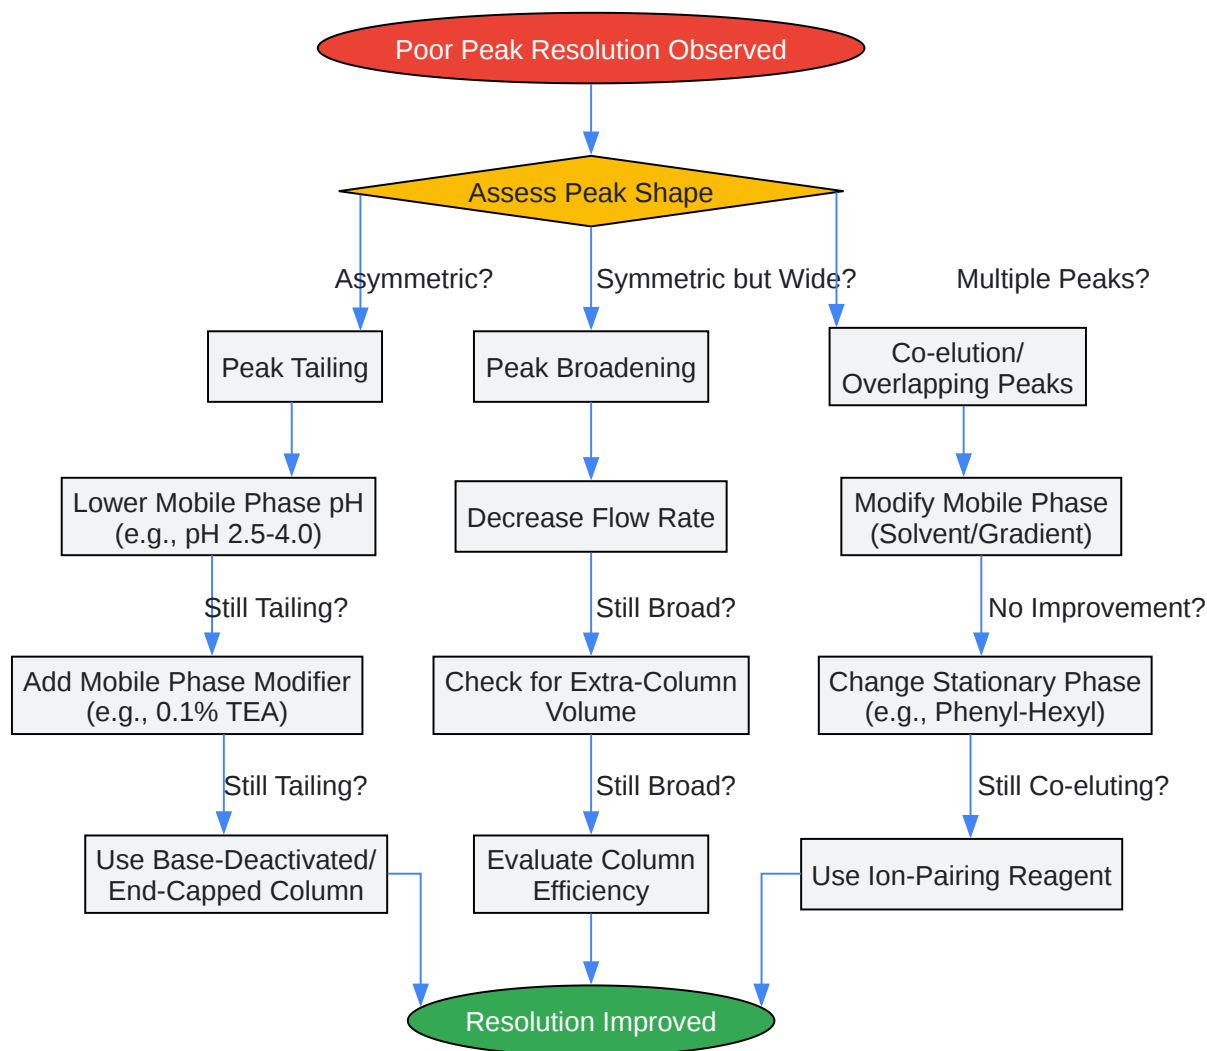 Poor Peak Resolution Observed
Assess Peak Shape
Asymmetric?
Symmetric but Wide?
Multiple Peaks?
Peak Tailing
Peak Broadening
Co-elution/
Overlapping Peaks
Lower Mobile Phase pH
(e.g., pH 2.5-4.0)
Decrease Flow Rate
Modify Mobile Phase
(Solvent/Gradient)
Still Tailing?
Still Broad?
No Improvement?
Add Mobile Phase Modifier
(e.g., 0.1% TEA)
Check for Extra-Column
Volume
Change Stationary Phase
(e.g., Phenyl-Hexyl)
Still Tailing?
Still Broad?
Still Co-eluting?
Use Base-Deactivated/
End-Capped Column
Evaluate Column
Efficiency
Use Ion-Pairing Reagent
Resolution Improved